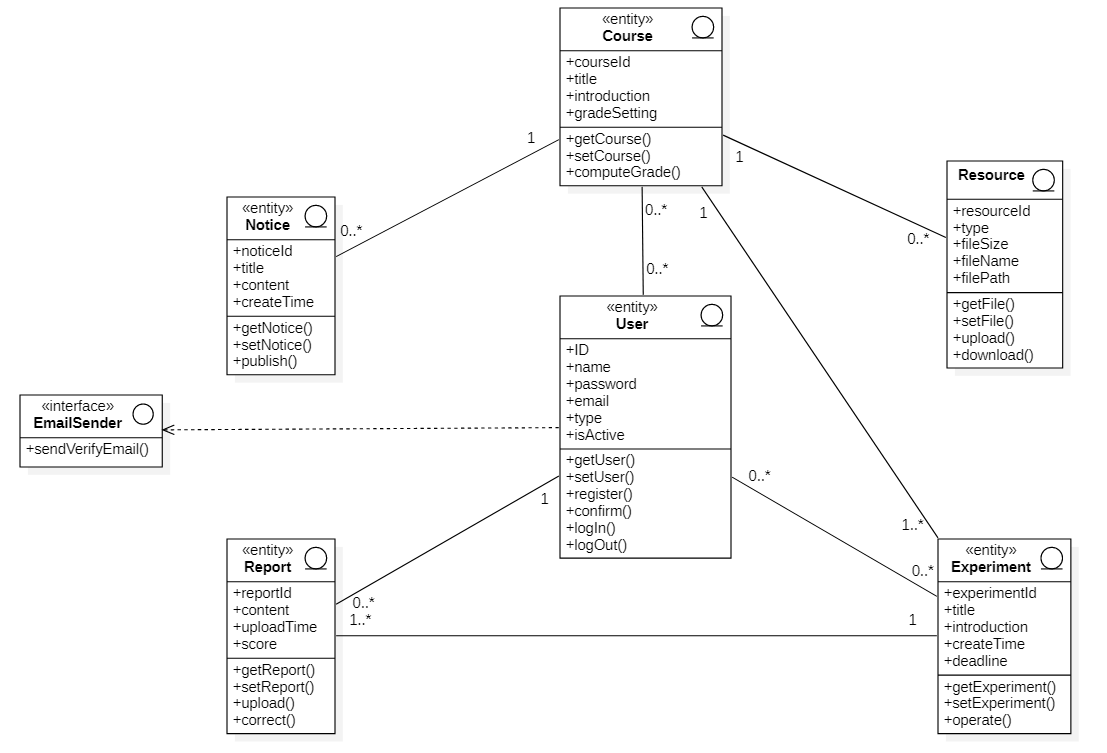 «entity»
Course
+courseId
+title
+introduction
+gradeSetting
+getCourse()
+setCourse()
+computeGrade()
1
1
0..*
1
0..*
0..*
0..*
«entity»
Notice
+noticeId
+title
+content
+createTime
+getNotice()
+setNotice()
+publish()
Resource
+resourceId
+type
+fileSize
+fileName
+filePath
+getFile()
+setFile()
+upload()
+download()
«entity»
User
+ID
+name
+password
+email
+type
+isActive
+getUser()
+setUser()
+register()
+confirm()
+logIn()
+logOut()
«interface»
EmailSender
+sendVerifyEmail()
1
0..*
0..*
1..*
0..*
1..*
1
«entity»
Report
+reportId
+content
+uploadTime
+score
+getReport()
+setReport()
+upload()
+correct()
«entity»
Experiment
+experimentId
+title
+introduction
+createTime
+deadline
+getExperiment()
+setExperiment()
+operate()